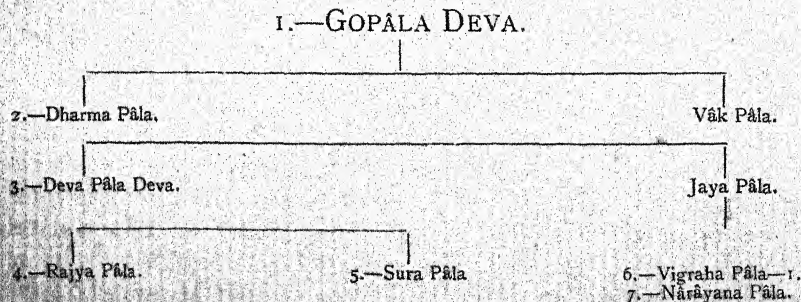 1.—GOPÂLA DEVA.
2.—Dharma Pâla. Vâk Pâla.
3.—Deva Pâla Deva. Jaya Pâla.
4.—Rajya Pâla. 5.—Sura Pâla 6.—Vigraha Pâla—1.
7.—Nârâyana Pâla.